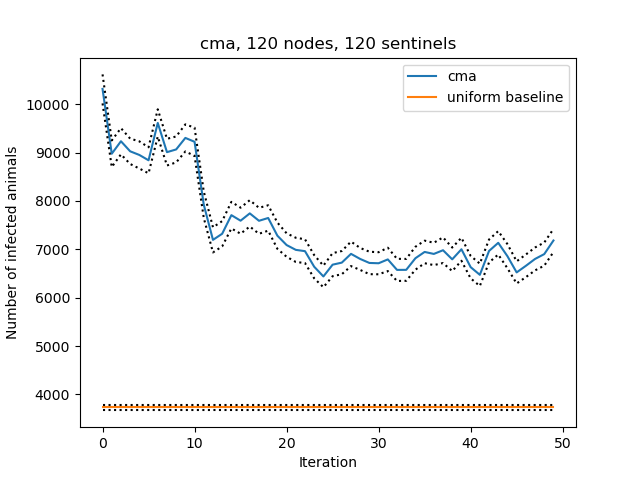 cma, 120 nodes, 120 sentinels
cma
uniform baseline
Number of infected animals
10000
9000
8000
7000
6000
5000
4000
0 10 20 30 40 50
Iteration